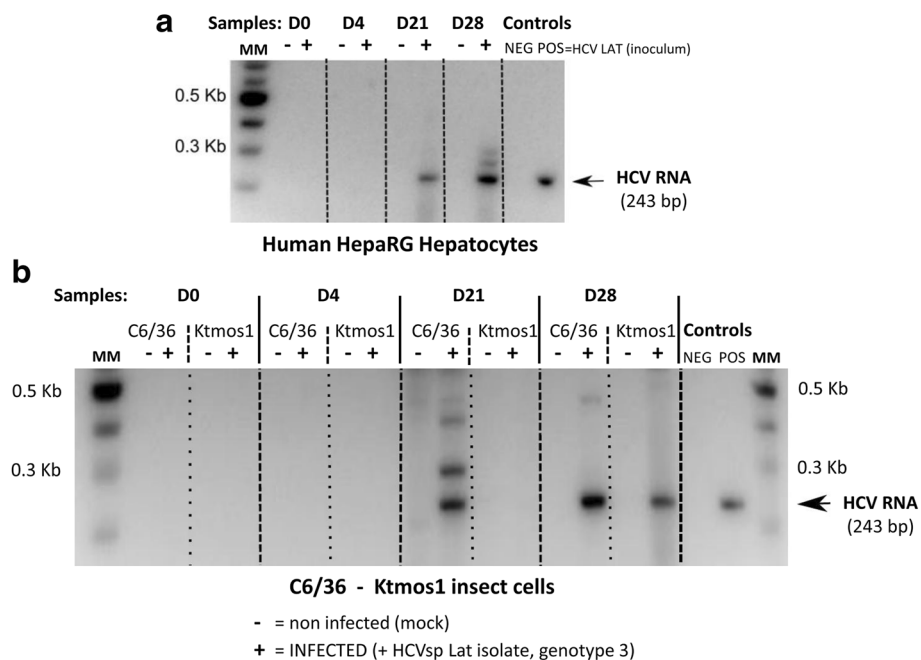 a
Samples: D0 D4 D21 D28 Controls
MM - + - + - + - + NEG POS=HCV LAT (inoculum)
0.5 Kb
0.3 Kb
HCV RNA
(243 bp)
Human HepaRG Hepatocytes
b
Samples: D0 D4 D21 D28
C6/36 Ktmos1 C6/36 Ktmos1 C6/36 Ktmos1 C6/36 Ktmos1 Controls
MM - + - + - + - + - + - + - + - + NEG POS MM
0.5 Kb 0.5 Kb
0.3 Kb 0.3 Kb
HCV RNA
(243 bp)
C6/36 - Ktmos1 insect cells
- = non infected (mock)
+ = INFECTED (+ HCVsp Lat isolate, genotype 3)